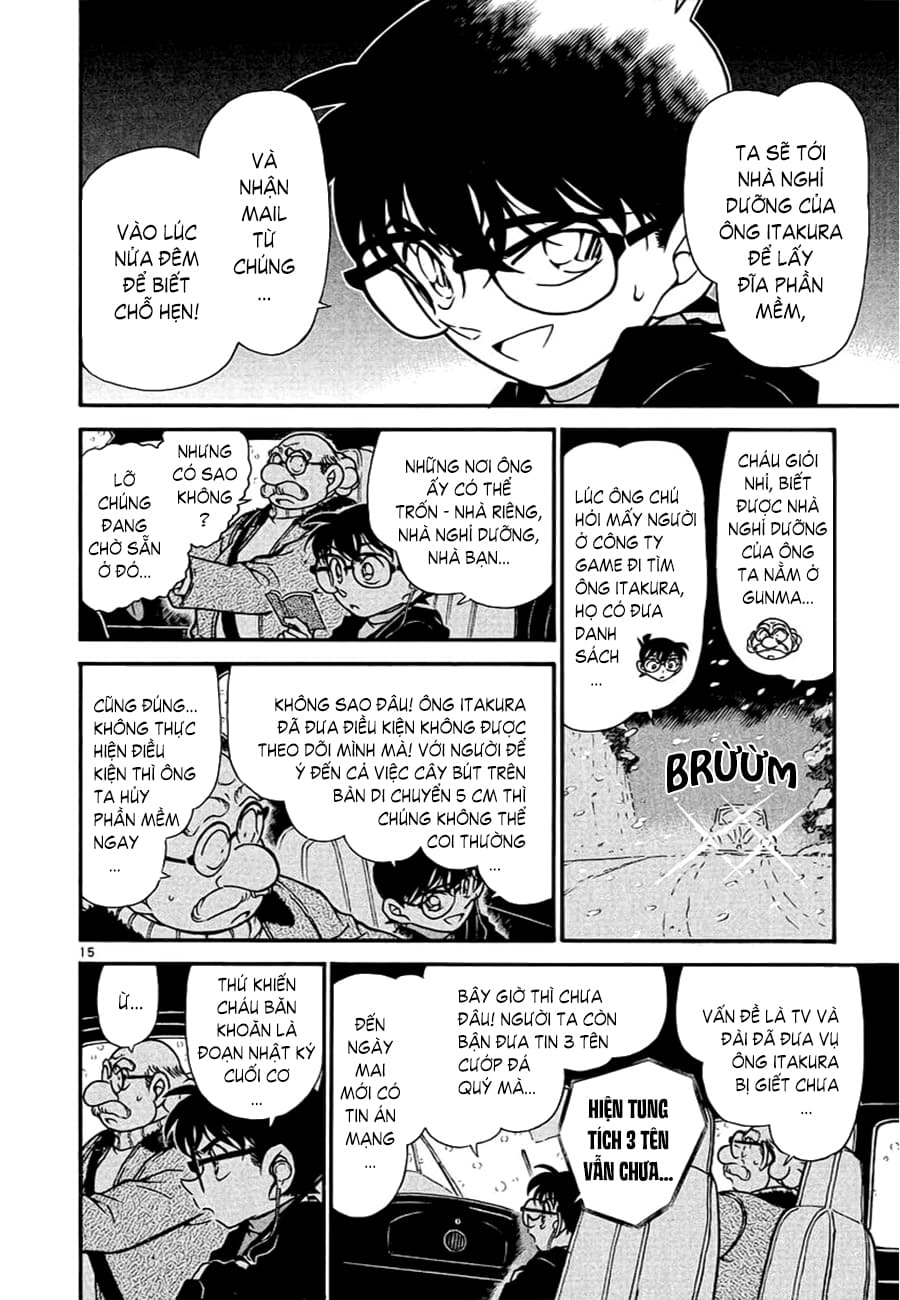 TA SẼ TỚI
NHÀ NGHỈ
DƯỠNG CỦA
ÔNG ITAKURA
ĐỂ LẤY
ĐĨA PHẦN
MỀM,
VÀ
NHẬN
MAIL
TỪ
CHÚNG
...
VÀO LÚC
NỬA ĐÊM
ĐỂ BIẾT
CHỖ HẸN!
CHÁU GIỎI
NHỈ, BIẾT
ĐƯỢC NHÀ
NGHỈ DƯỠNG
CỦA ÔNG
TA NẰM Ở
GUNMA...
LÚC ÔNG CHÚ
HỎI MẤY NGƯỜI
Ở CÔNG TY
GAME ĐI TÌM
ÔNG ITAKURA,
HỌ CÓ ĐƯA
DANH
SÁCH
...
BRỪỪM
NHỮNG NƠI ÔNG
ẤY CÓ THỂ
TRỐN - NHÀ RIÊNG,
NHÀ NGHỈ DƯỠNG,
NHÀ BẠN...
NHƯNG
CÓ SAO
KHÔNG
?
LỠ
CHÚNG
ĐANG
CHỜ SẴN
Ở ĐÓ...
KHÔNG SAO ĐÂU! ÔNG ITAKURA
ĐÃ ĐƯA ĐIỀU KIỆN KHÔNG ĐƯỢC
THEO DÕI MÌNH MÀ! VỚI NGƯỜI ĐỂ
Ý ĐẾN CẢ VIỆC CÂY BÚT TRÊN
BÀN DI CHUYỂN 5 CM THÌ
CHÚNG KHÔNG THỂ
COI THƯỜNG
...
CŨNG ĐÚNG...
KHÔNG THỰC
HIỆN ĐIỀU
KIỆN THÌ ÔNG
TA HỦY
PHẦN MỀM
NGAY
...
15
VẤN ĐỀ LÀ TV VÀ
ĐÀI ĐÃ ĐƯA VỤ
ÔNG ITAKURA
BỊ GIẾT CHƯA
...
HIỆN TUNG
TÍCH 3 TÊN
VẪN CHƯA...
BÂY GIỜ THÌ CHƯA
ĐÂU! NGƯỜI TA CÒN
BẬN ĐƯA TIN 3 TÊN
CƯỚP ĐÁ
QUÝ MÀ...
ĐẾN
NGÀY
MAI
MỚI CÓ
TIN ÁN
MẠNG
...
THỨ KHIẾN
CHÁU BĂN
KHOĂN LÀ
ĐOẠN NHẬT KÝ
CUỐI CƠ
...
Ừ...